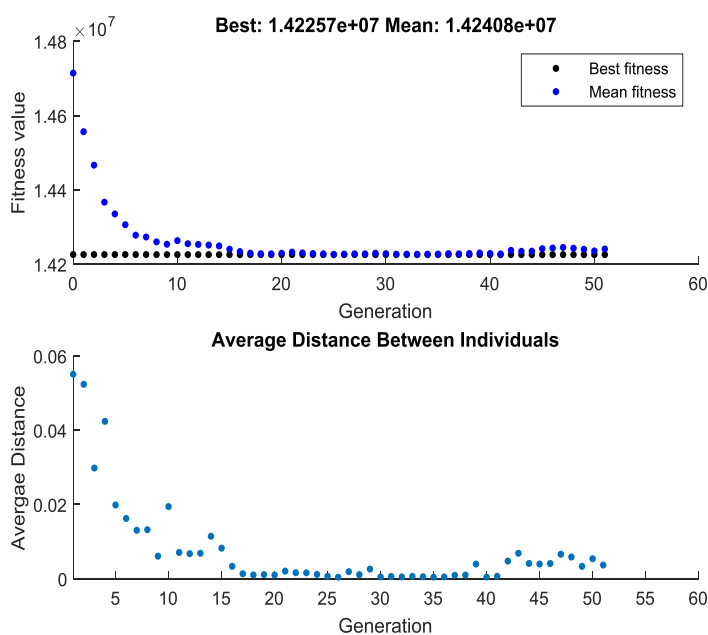 ×10^7
Best: 1.42257e+07 Mean: 1.42408e+07
1.48
1.46
1.44
1.42
Fitness value
Best fitness
Mean fitness
0 10 20 30 40 50 60
Generation
Average Distance Between Individuals
0.06
0.04
0.02
0
Avergae Distance
5 10 15 20 25 30 35 40 45 50 55 60
Generation